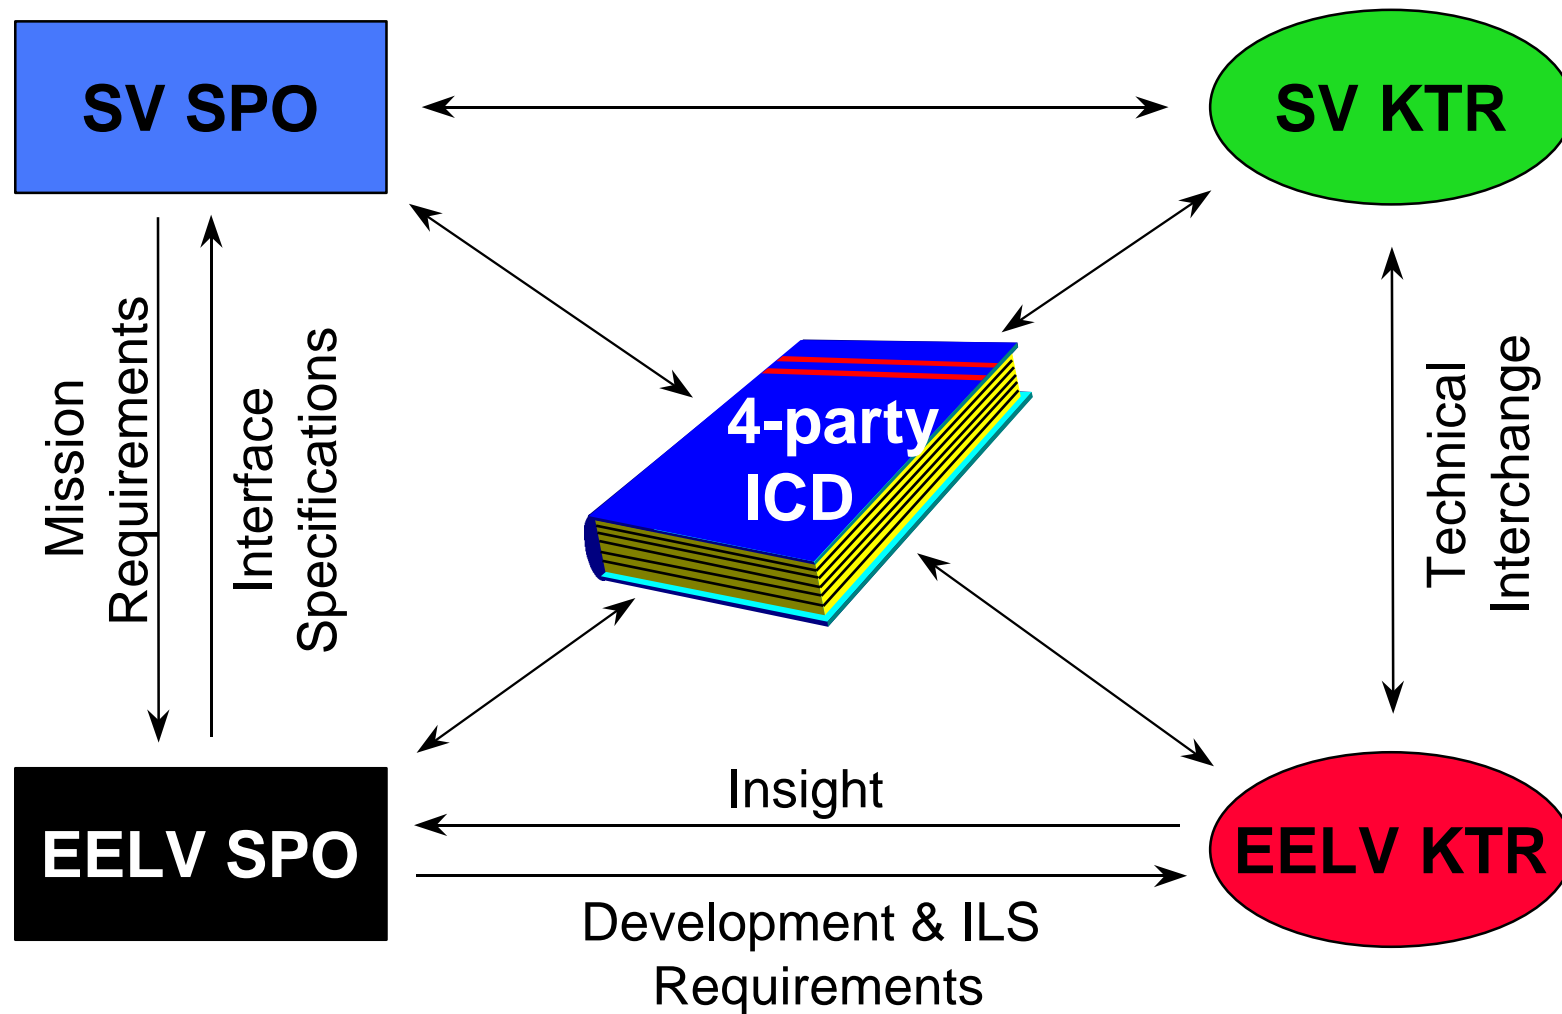 SV SPO
SV KTR
Mission
Requirements
Interface
Specifications
4-party
ICD
Technical
Interchange
Insight
EELV SPO
EELV KTR
Development & ILS
Requirements